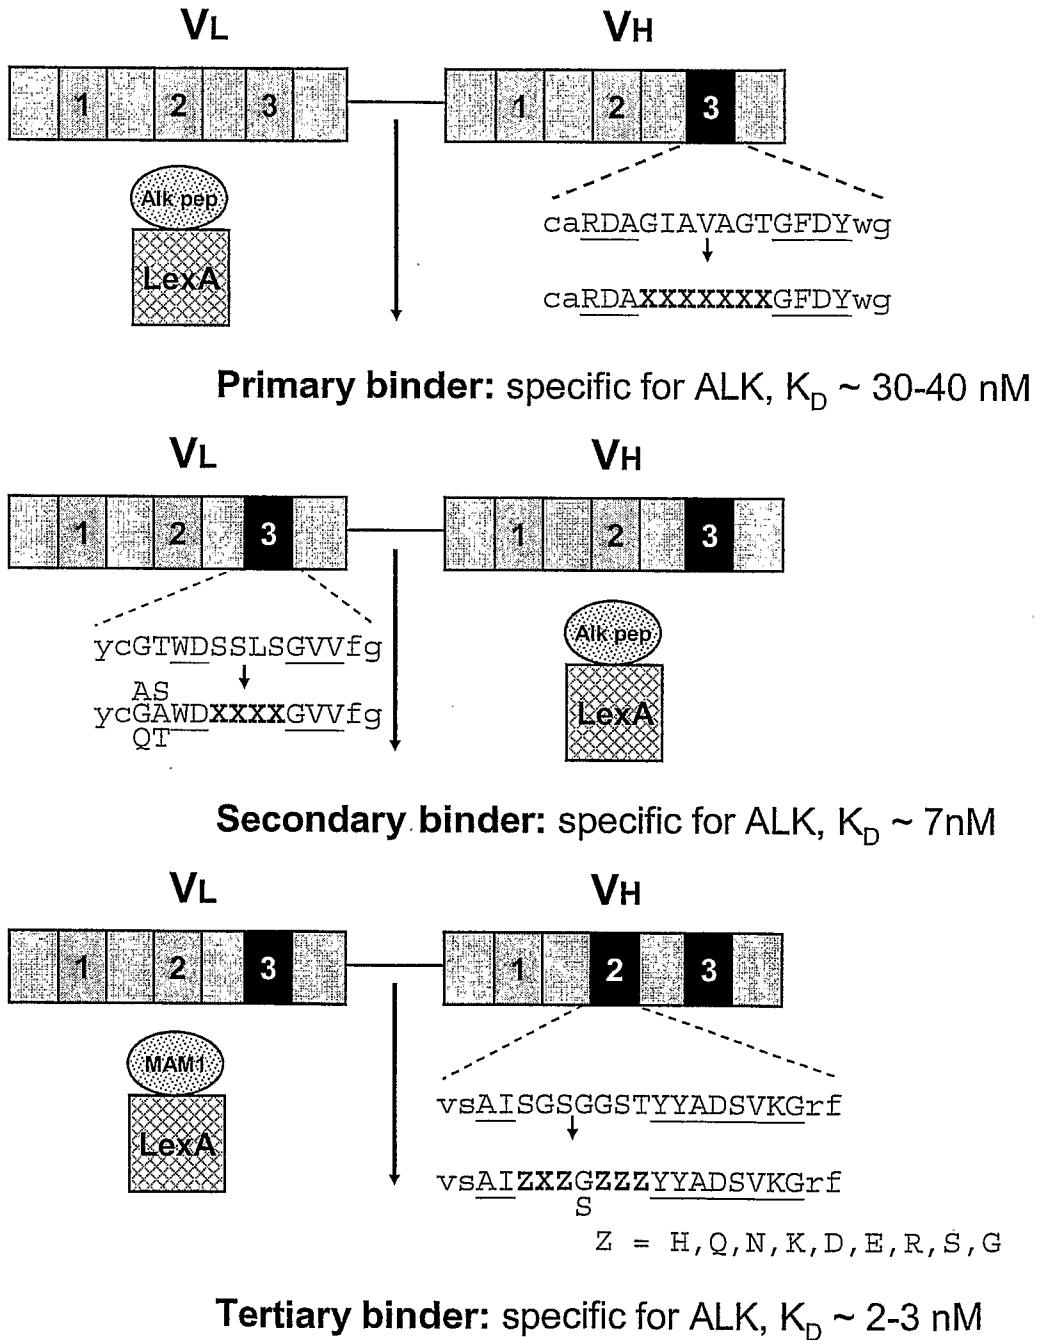 VL VH
1 2 3 1 2 3
Alk pep
LexA
caRDAGIAVAGTGFDYwg
caRDAXXXXXXXGFDYwg
Primary binder: specific for ALK, KD ~ 30-40 nM
VL VH
1 2 3 1 2 3
ycGTWDSSLSGVVfg
AS
ycGAWDXXXXGVVfg
QT
Alk pep
LexA
Secondary binder: specific for ALK, KD ~ 7nM
VL VH
1 2 3 1 2 3
MAM1
LexA
vsAISGSGGSTYYADSVKGrf
vsAIZXZGZZZYYADSVKGrf
S
Z = H,Q,N,K,D,E,R,S,G
Tertiary binder: specific for ALK, KD ~ 2-3 nM